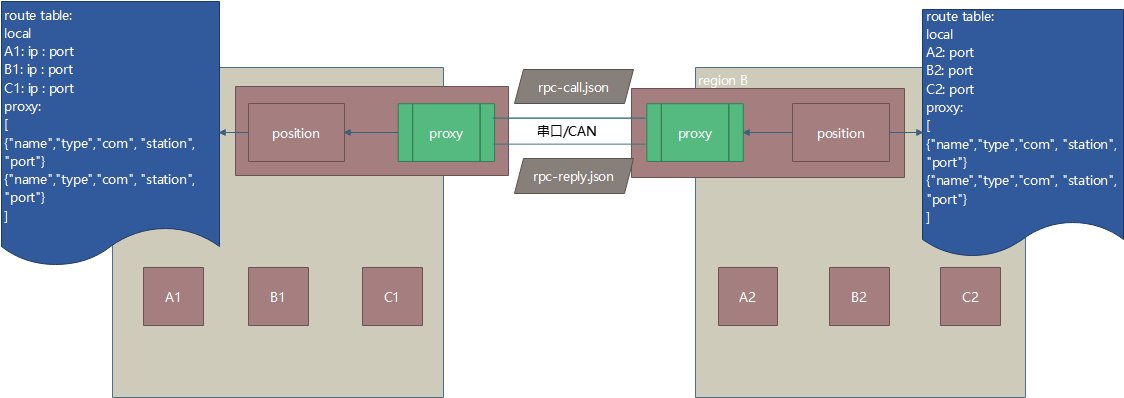 route table:
local
A1: ip : port
B1: ip : port
C1: ip : port
proxy:
[
{"name","type","com", "station",
"port"}
{"name","type","com", "station",
"port"}
]
position
proxy
rpc-call.json
串口/CAN
rpc-reply.json
region B
proxy
position
route table:
local
A2: port
B2: port
C2: port
proxy:
[
{"name","type","com", "station",
"port"}
{"name","type","com", "station",
"port"}
]
A1
B1
C1
A2
B2
C2